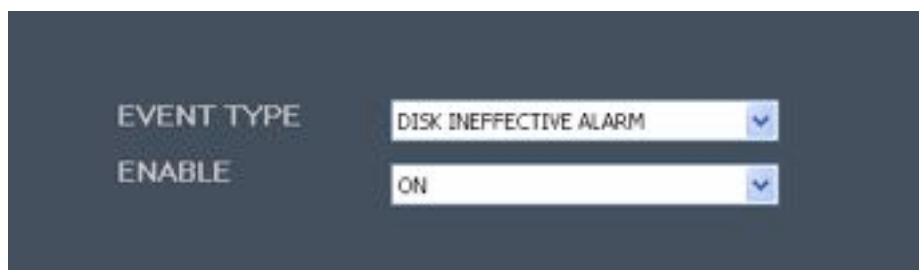 EVENT TYPE DISK INEFFECTIVE ALARM
ENABLE ON